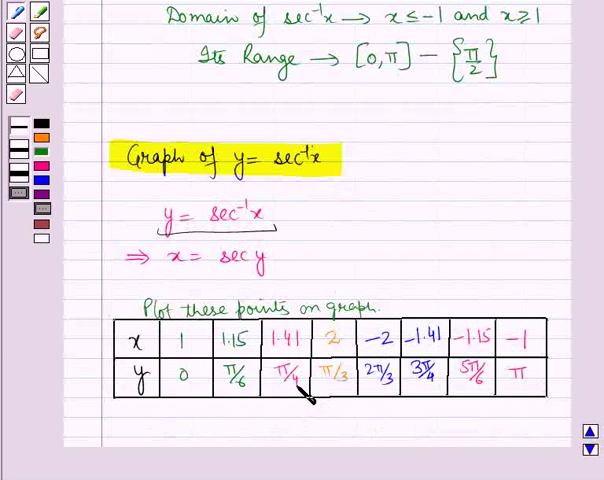 Domain of sec⁻¹x → x ≤ -1 and x ≥ 1
Its Range → [0, π] - {π/2}
Graph of y = sec⁻¹x
y = sec⁻¹x
⇒ x = sec y
Plot these points on graph.
x 1 1.15 1.41 2 -2 -1.41 -1.15 -1
y 0 π/6 π/4 π/3 2π/3 3π/4 5π/6 π